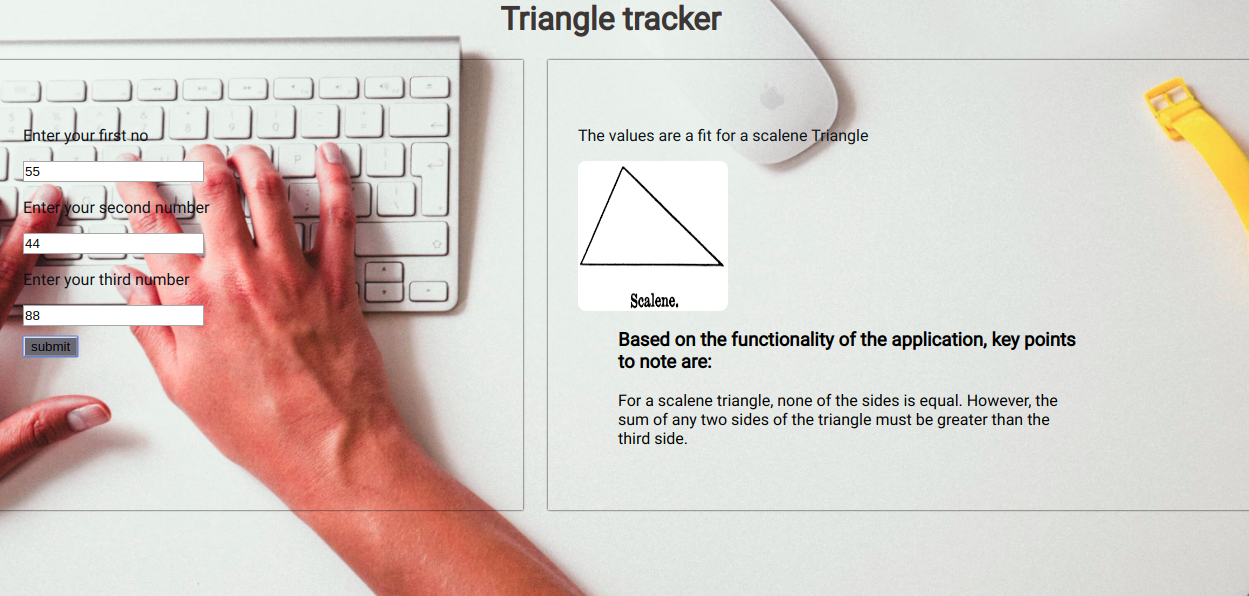 Triangle tracker
Enter your first no
55
Enter your second number
44
Enter your third number
88
submit
The values are a fit for a scalene Triangle
Scalene.
Based on the functionality of the application, key points
to note are:
For a scalene triangle, none of the sides is equal. However, the
sum of any two sides of the triangle must be greater than the
third side.